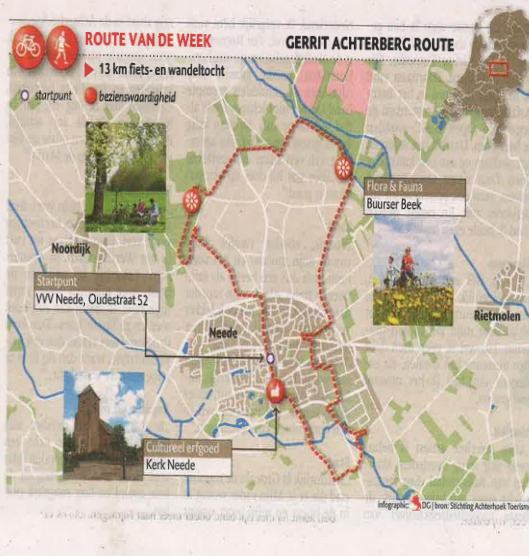 ROUTE VAN DE WEEK
GERRIT ACHTERBERG ROUTE
13 km fiets- en wandeltocht
startpunt
bezienswaardigheid
Flora & Fauna
Buurser Beek
Noordijk
Startpunt
VVV Neede, Oudestraat 52
Rietmolen
Neede
Cultureel erfgoed
Kerk Neede
infographic: DG | bron: Stichting Achterhoek Toerisme